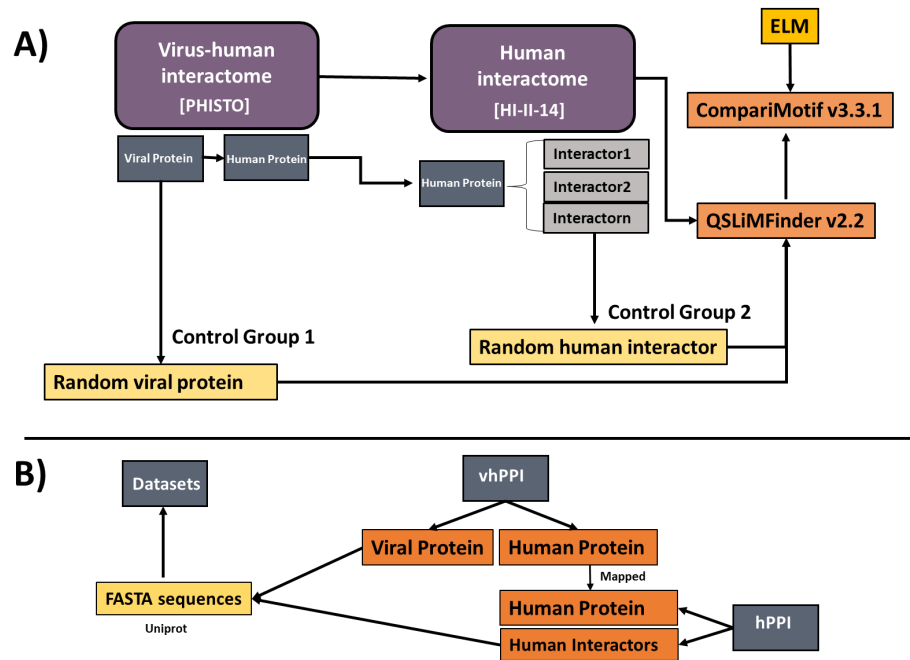 A)
Virus-human
interactome
[PHISTO]
Human
interactome
[HI-II-14]
ELM
CompariMotif v3.3.1
Viral Protein
Human Protein
Human Protein
Interactor1
Interactor2
Interactorn
QSLiMFinder v2.2
Control Group 1
Control Group 2
Random human interactor
Random viral protein
B)
Datasets
vhPPI
Viral Protein
Human Protein
Mapped
FASTA sequences
Uniprot
Human Protein
Human Interactors
hPPI